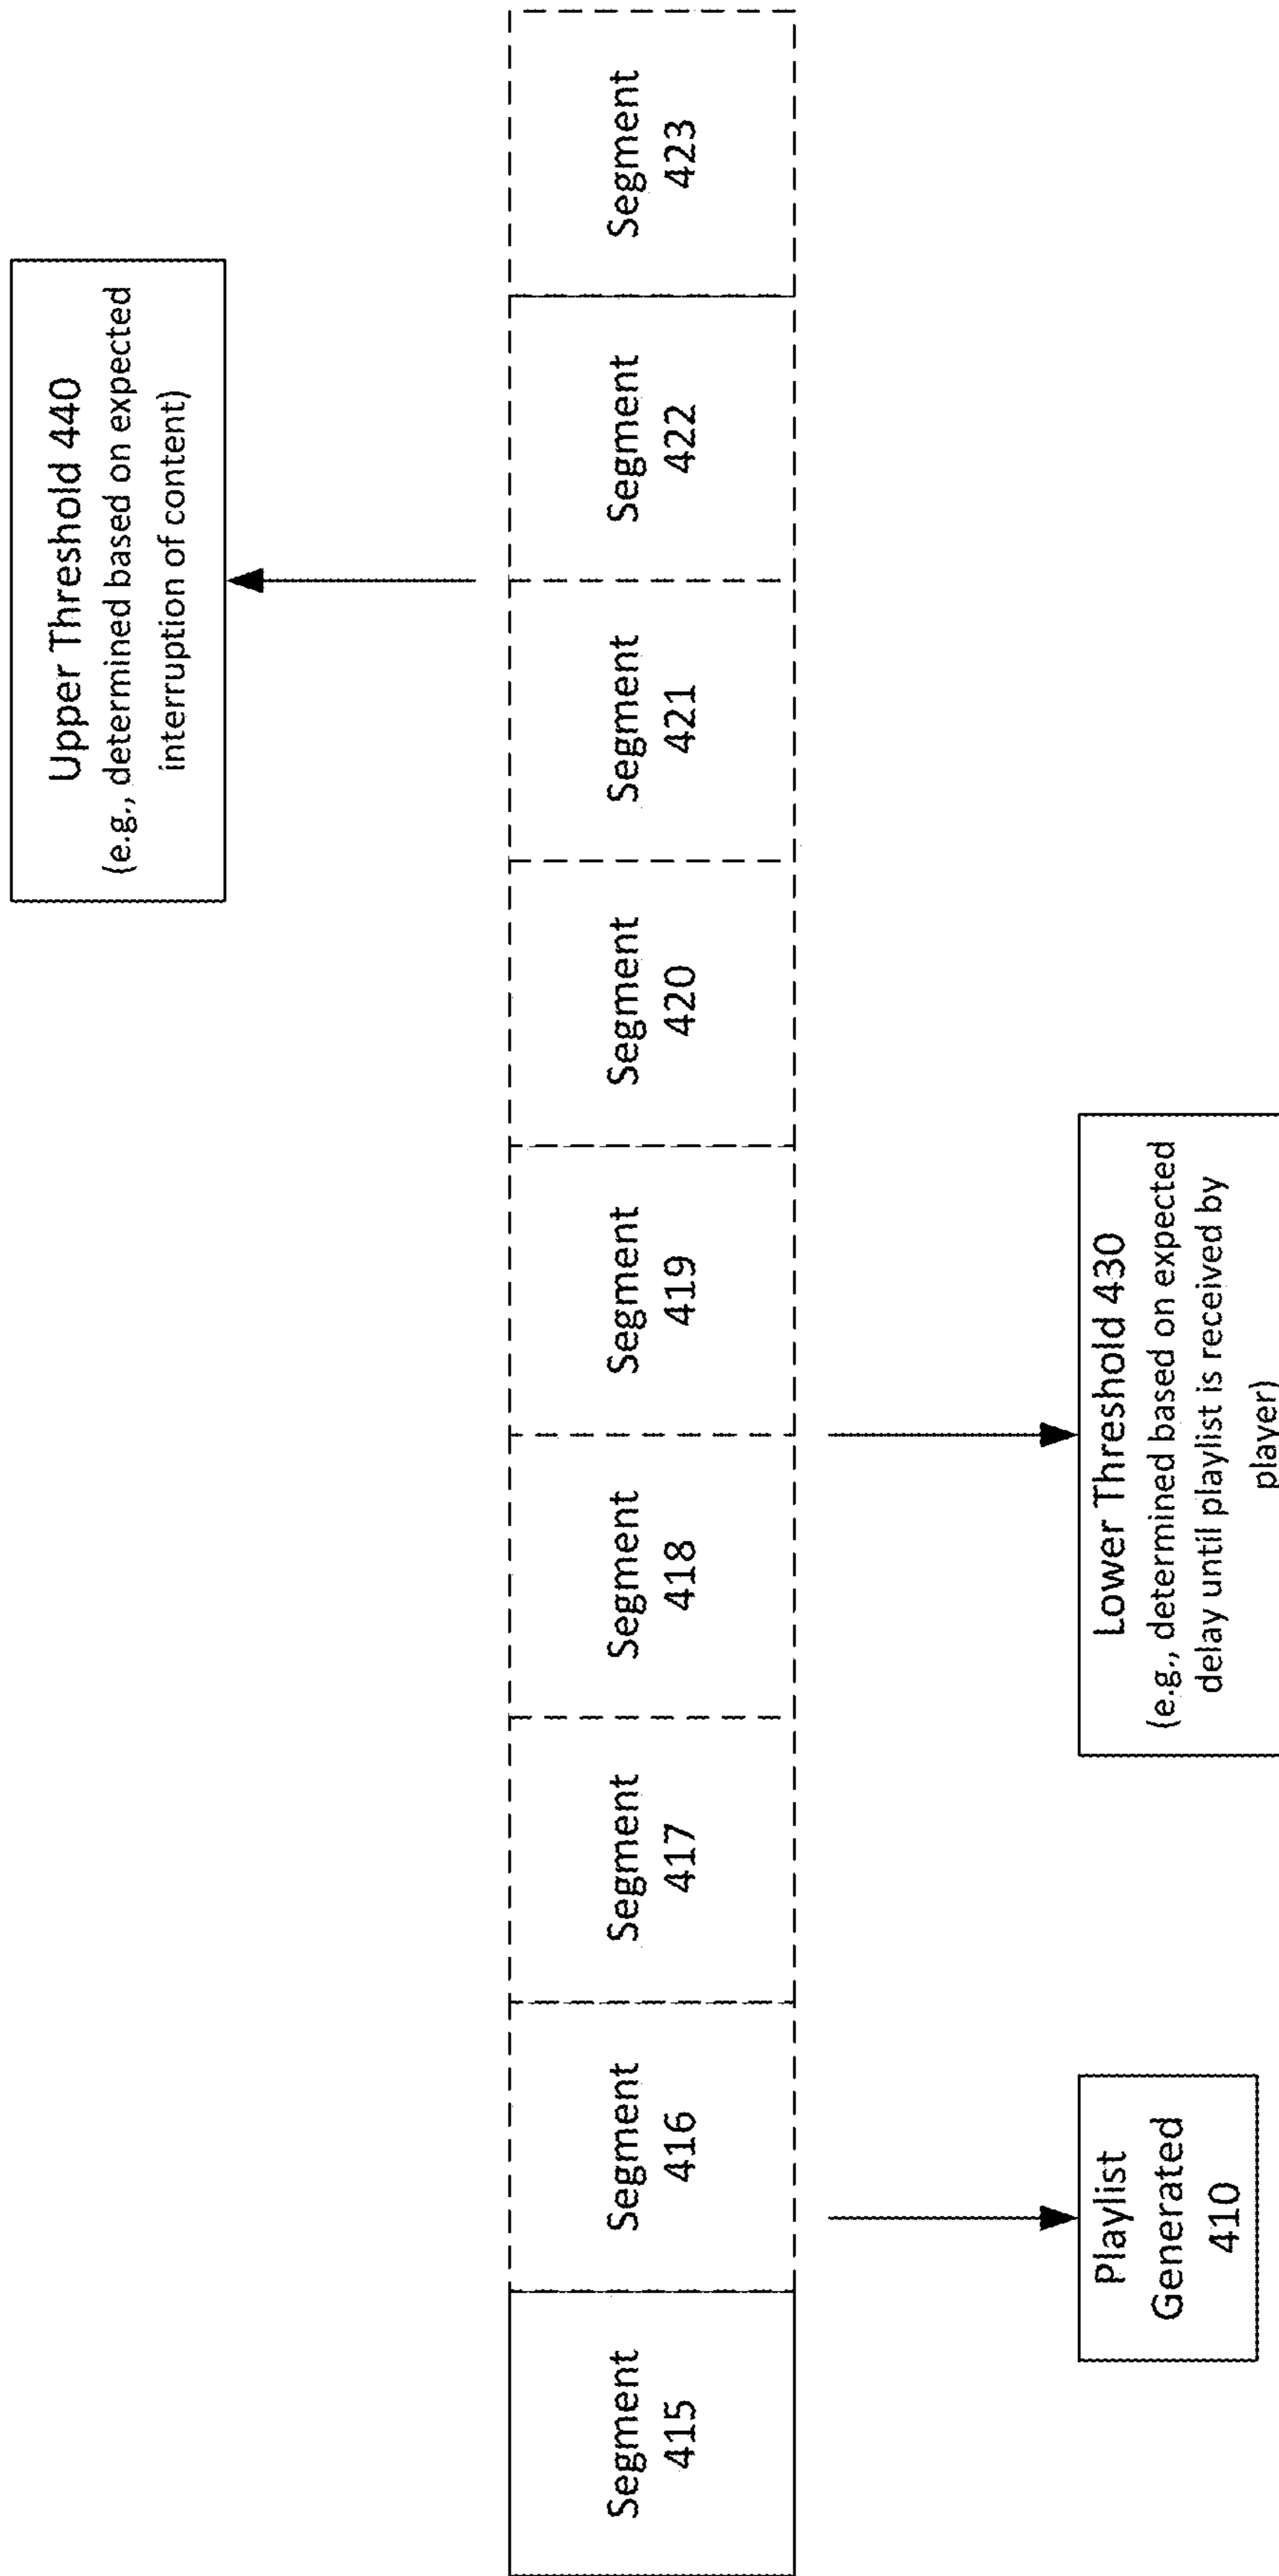 Upper Threshold 440
(e.g., determined based on expected
interruption of content)
Segment
415
Segment
416
Segment
417
Segment
418
Segment
419
Segment
420
Segment
421
Segment
422
Segment
423
Playlist
Generated
410
Lower Threshold 430
(e.g., determined based on expected
delay until playlist is received by
player)